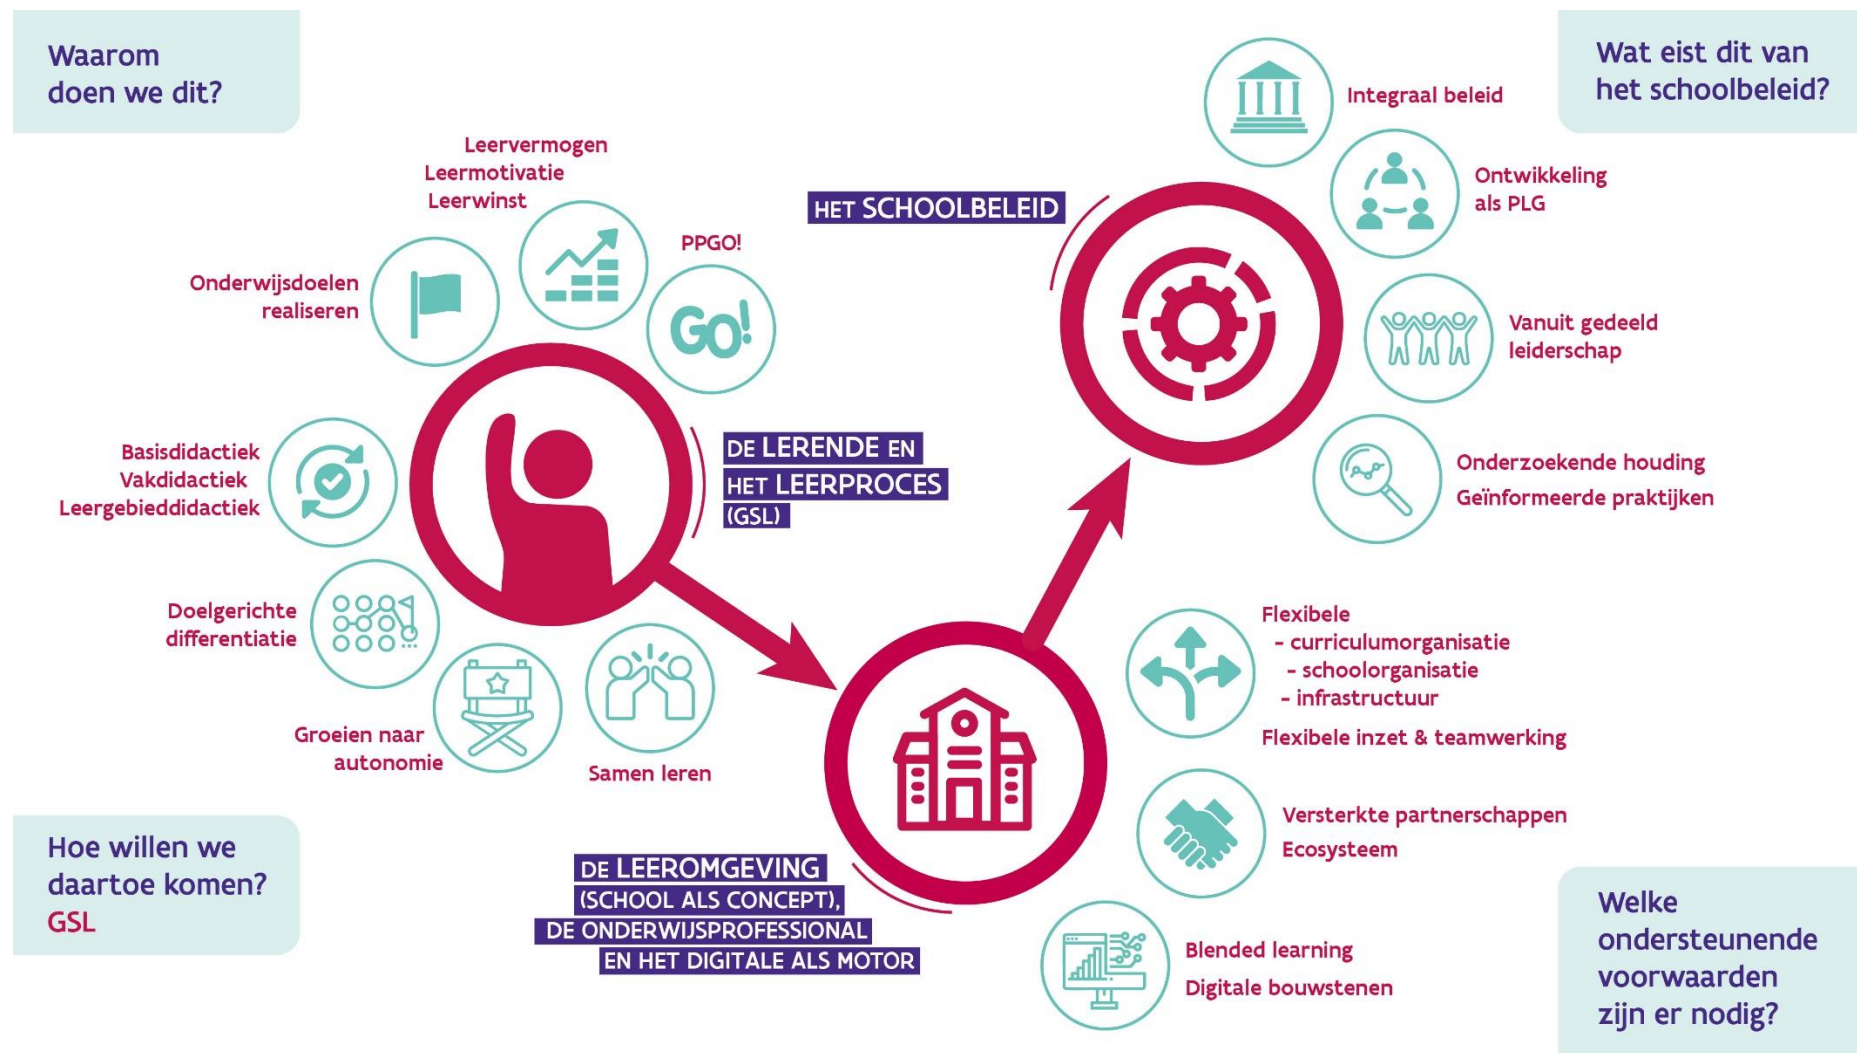 Waarom
doen we dit?
Leervermogen
Leermotivatie
Leerwinst
PPGO!
GO!
Onderwijsdoelen
realiseren
Basisdidactiek
Vakdidactiek
Leergebieddidactiek
Doelgerichte
differentiatie
Groeien naar
autonomie
Samen leren
DE LERENDE EN
HET LEERPROCES
(GSL)
Hoe willen we
daartoe komen?
GSL
DE LEEROMGEVING
(SCHOOL ALS CONCEPT),
DE ONDERWIJSPROFESSIONAL
EN HET DIGITALE ALS MOTOR
HET SCHOOLBELEID
Wat eist dit van
het schoolbeleid?
Integraal beleid
Ontwikkeling
als PLG
Vanuit gedeeld
leiderschap
Onderzoekende houding
Geïnformeerde praktijken
Flexibele
- curriculumorganisatie
- schoolorganisatie
- infrastructuur
Flexibele inzet & teamwerking
Versterkte partnerschappen
Ecosysteem
Blended learning
Digitale bouwstenen
Welke
ondersteunende
voorwaarden
zijn er nodig?